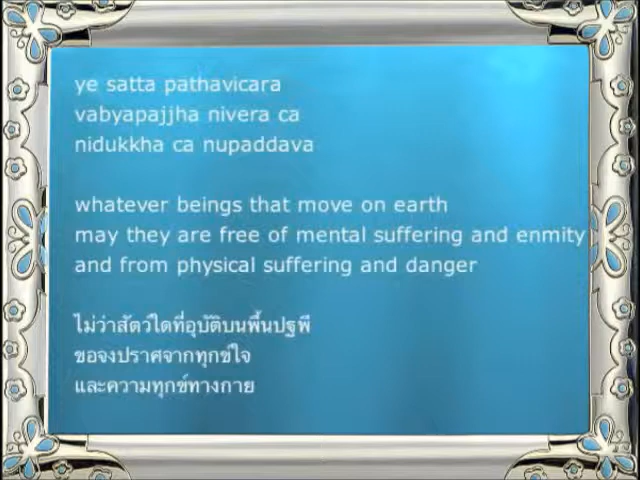 ye satta pathavicara
vabyapajjha nivera ca
nidukkha ca nupaddava
whatever beings that move on earth
may they are free of mental suffering and enmity
and from physical suffering and danger
ไม่ว่าสัตว์ใดที่อุบัติบนพื้นปฐพี
ขอจงปราศจากทุกข์ใจ
และความทุกข์ทางกาย